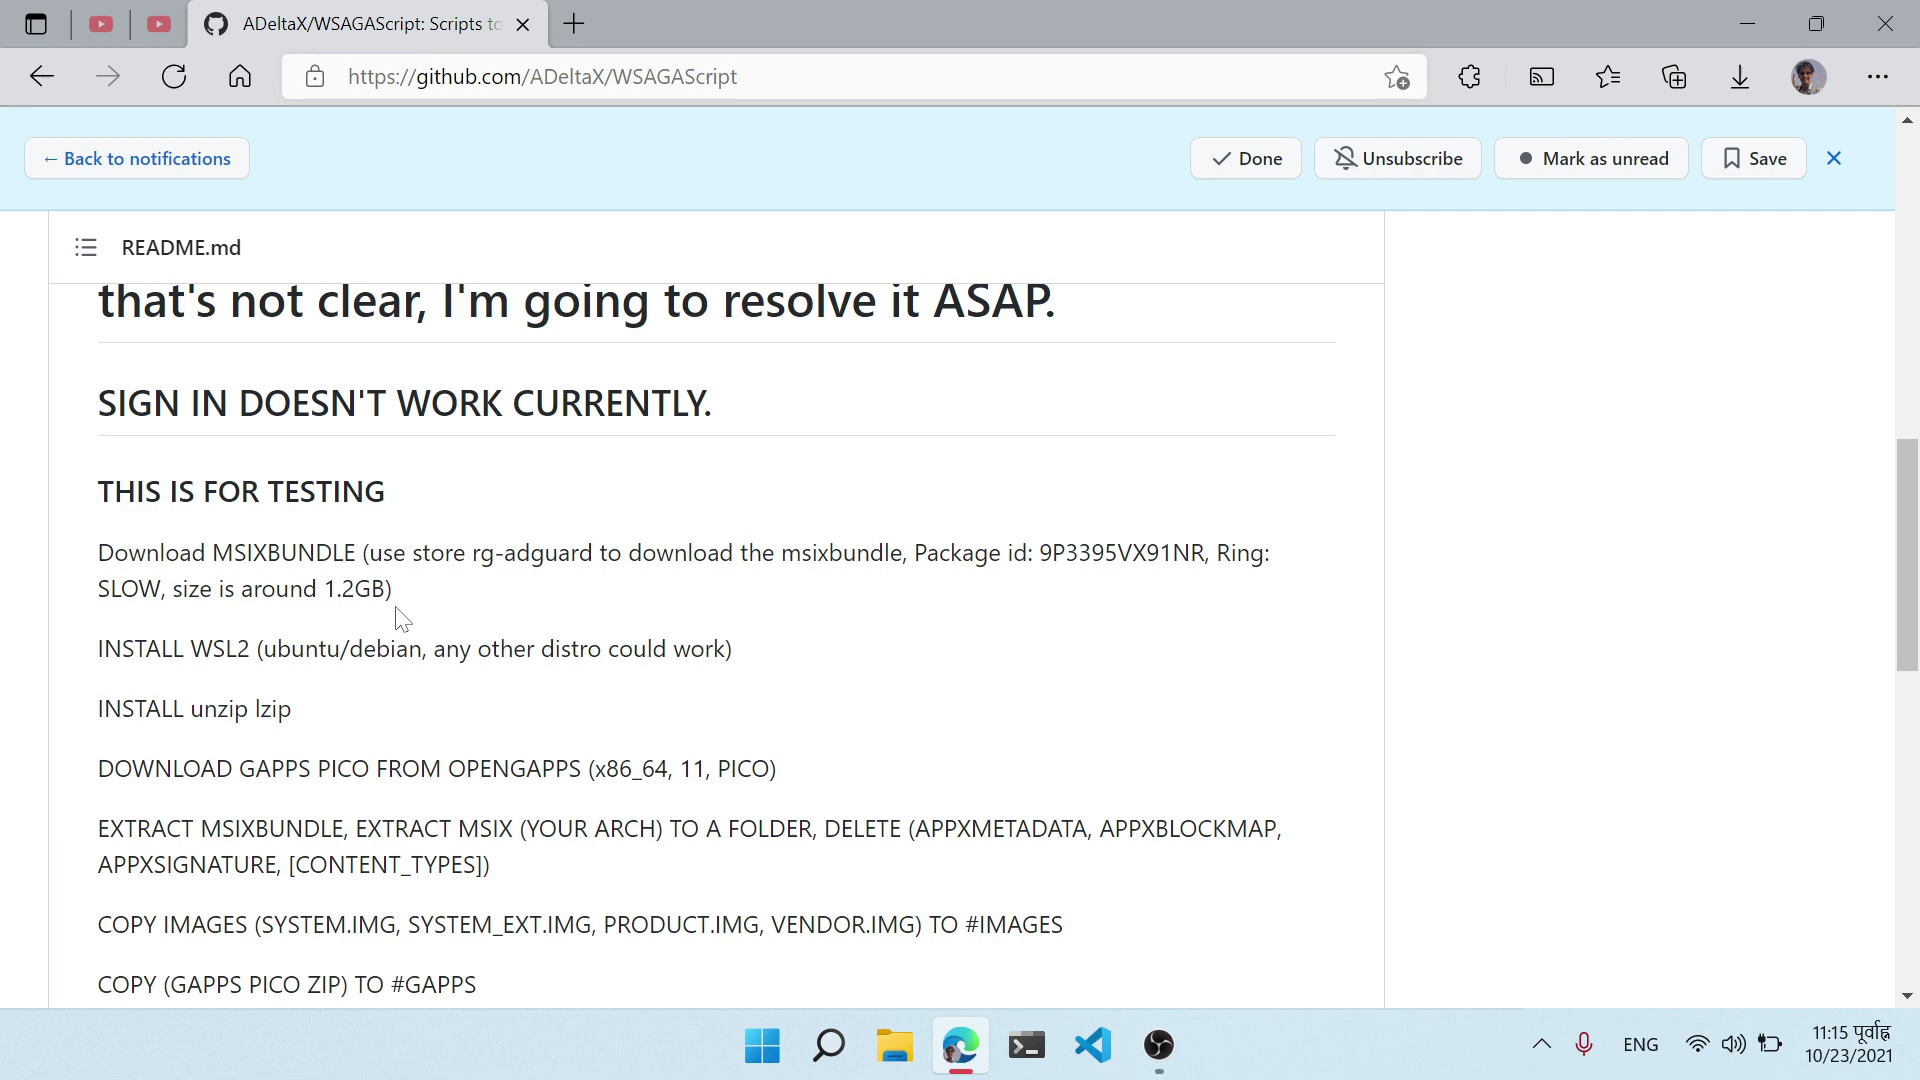 ADeltaX/WSAGAScript: Scripts to
https://github.com/ADeltaX/WSAGAScript
← Back to notifications
Done
Unsubscribe
Mark as unread
Save
README.md
that's not clear, I'm going to resolve it ASAP.
SIGN IN DOESN'T WORK CURRENTLY.
THIS IS FOR TESTING
Download MSIXBUNDLE (use store rg-adguard to download the msixbundle, Package id: 9P3395VX91NR, Ring:
SLOW, size is around 1.2GB)
INSTALL WSL2 (ubuntu/debian, any other distro could work)
INSTALL unzip lzip
DOWNLOAD GAPPS PICO FROM OPENGAPPS (x86_64, 11, PICO)
EXTRACT MSIXBUNDLE, EXTRACT MSIX (YOUR ARCH) TO A FOLDER, DELETE (APPXMETADATA, APPXBLOCKMAP,
APPXSIGNATURE, [CONTENT_TYPES])
COPY IMAGES (SYSTEM.IMG, SYSTEM_EXT.IMG, PRODUCT.IMG, VENDOR.IMG) TO #IMAGES
COPY (GAPPS PICO ZIP) TO #GAPPS
ENG
11:15 पूर्वाह्न
10/23/2021